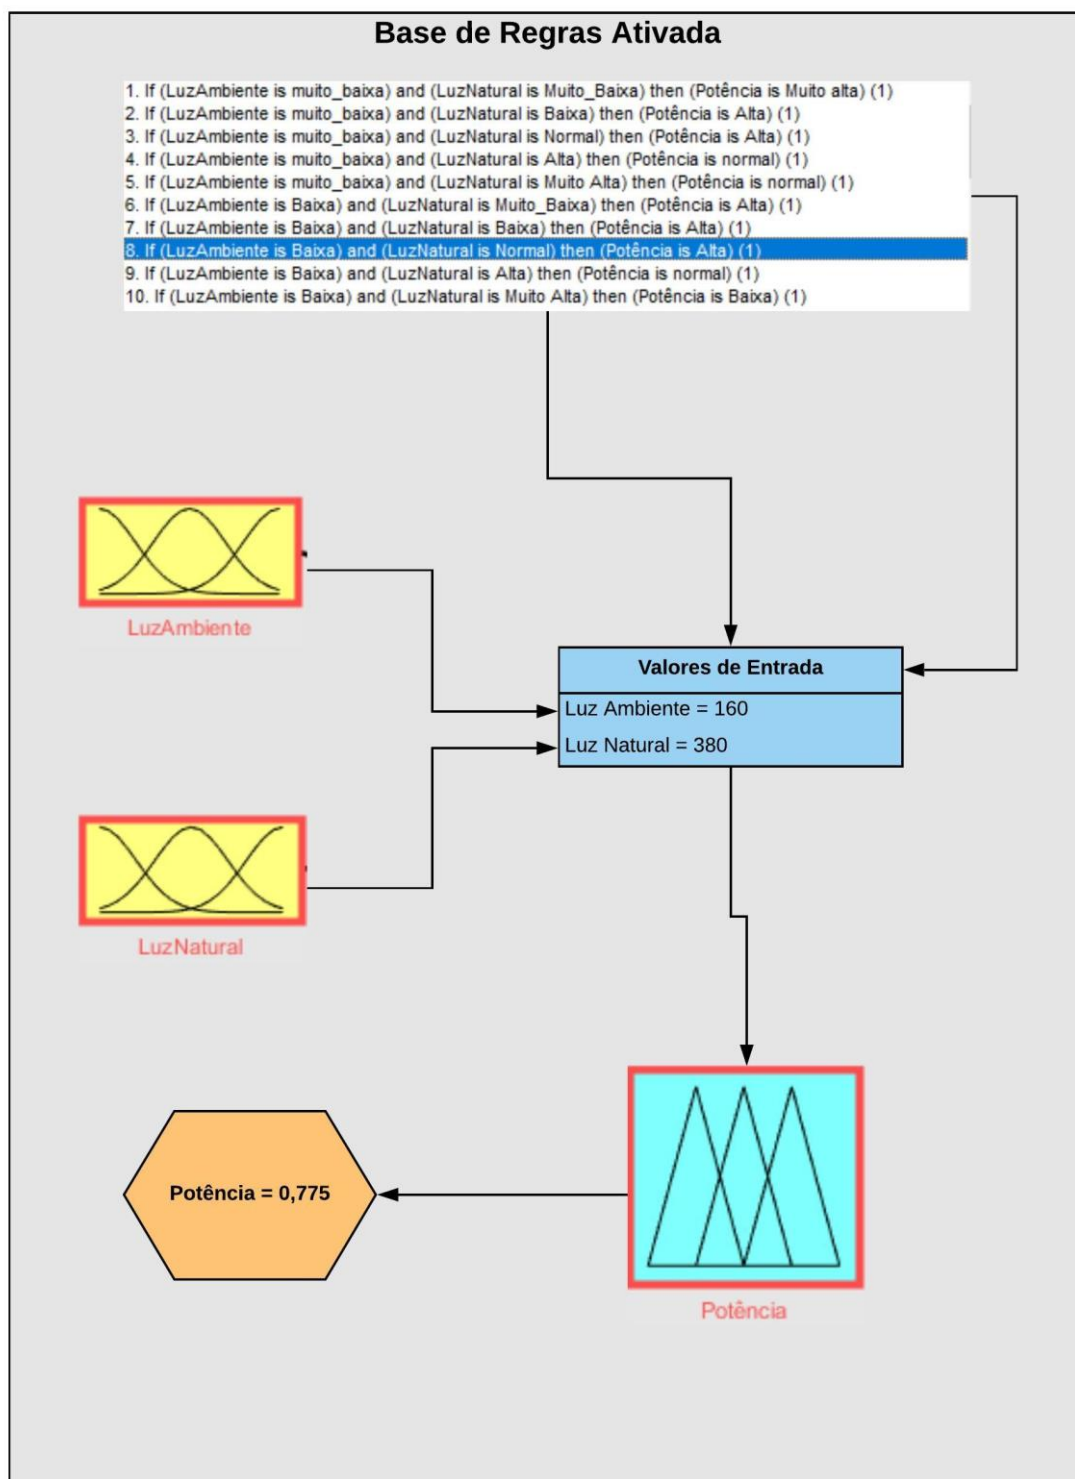 Base de Regras Ativada
1. If (LuzAmbiente is muito_baixa) and (LuzNatural is Muito_Baixa) then (Potência is Muito alta) (1)
2. If (LuzAmbiente is muito_baixa) and (LuzNatural is Baixa) then (Potência is Alta) (1)
3. If (LuzAmbiente is muito_baixa) and (LuzNatural is Normal) then (Potência is Alta) (1)
4. If (LuzAmbiente is muito_baixa) and (LuzNatural is Alta) then (Potência is normal) (1)
5. If (LuzAmbiente is muito_baixa) and (LuzNatural is Muito Alta) then (Potência is normal) (1)
6. If (LuzAmbiente is Baixa) and (LuzNatural is Muito_Baixa) then (Potência is Alta) (1)
7. If (LuzAmbiente is Baixa) and (LuzNatural is Baixa) then (Potência is Alta) (1)
8. If (LuzAmbiente is Baixa) and (LuzNatural is Normal) then (Potência is Alta) (1)
9. If (LuzAmbiente is Baixa) and (LuzNatural is Alta) then (Potência is normal) (1)
10. If (LuzAmbiente is Baixa) and (LuzNatural is Muito Alta) then (Potência is Baixa) (1)
LuzAmbiente
Valores de Entrada
Luz Ambiente = 160
Luz Natural = 380
LuzNatural
Potência = 0,775
Potência